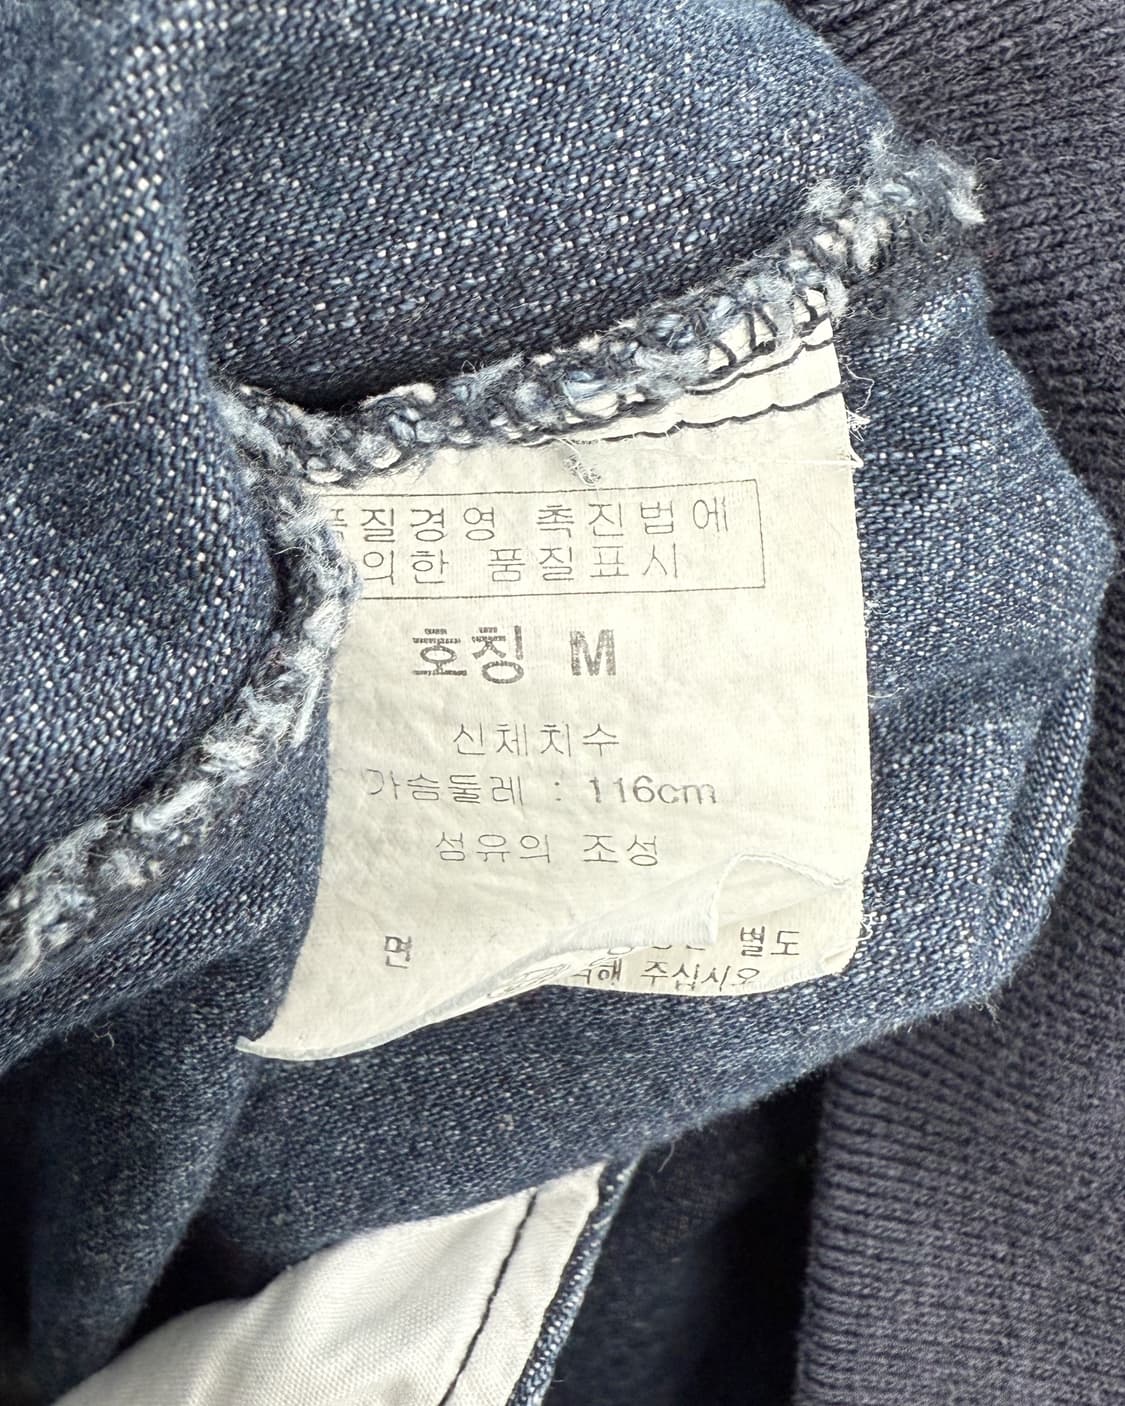 품질경영 촉진법에
의한 품질표시
호칭 M
신체치수
가슴둘레 : 116cm
섬유의 조성
면
별도
주십시오